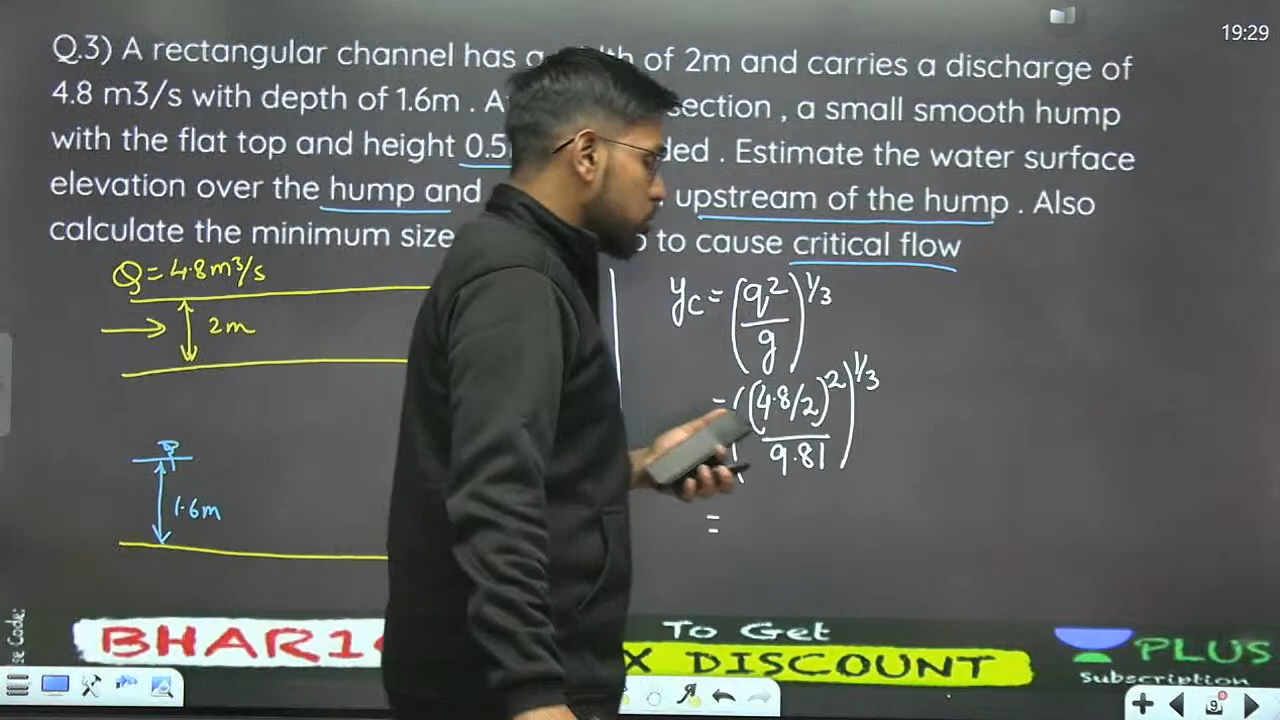 19:29
Q.3) A rectangular channel has a of 2m and carries a discharge of
4.8 m3/s with depth of 1.6m . A section , a small smooth hump
with the flat top and height 0.5 . Estimate the water surface
elevation over the hump and upstream of the hump . Also
calculate the minimum size to cause critical flow
Q = 4.8m³/s
2m
1.6m
yc = (q²/g)^1/3
= ((4.8/2)²/9.81)^1/3
=
BHAR1
To Get
X DISCOUNT
PLUS
Subscription
Code:
9